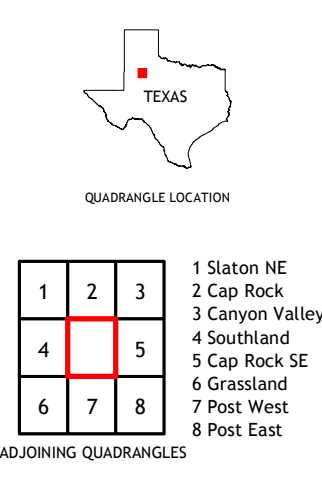 TEXAS
QUADRANGLE LOCATION
1 2 3
4 5
6 7 8
ADJOINING QUADRANGLES
1 Slaton NE
2 Cap Rock
3 Canyon Valley
4 Southland
5 Cap Rock SE
6 Grassland
7 Post West
8 Post East